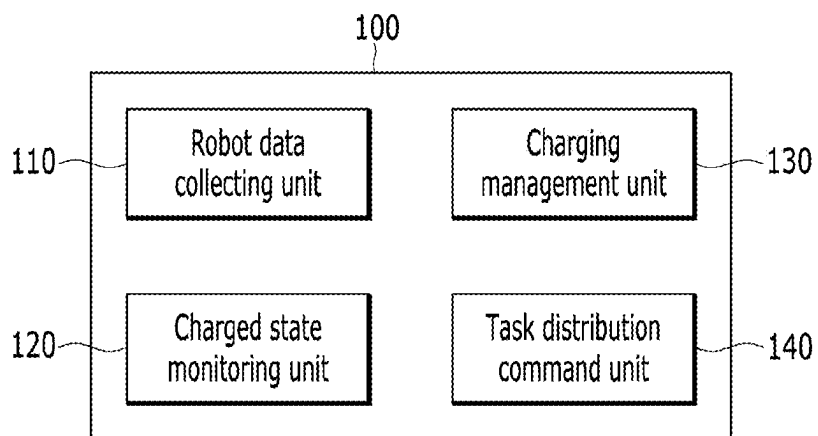 100
110
Robot data
collecting unit
Charging
management unit
130
120
Charged state
monitoring unit
Task distribution
command unit
140